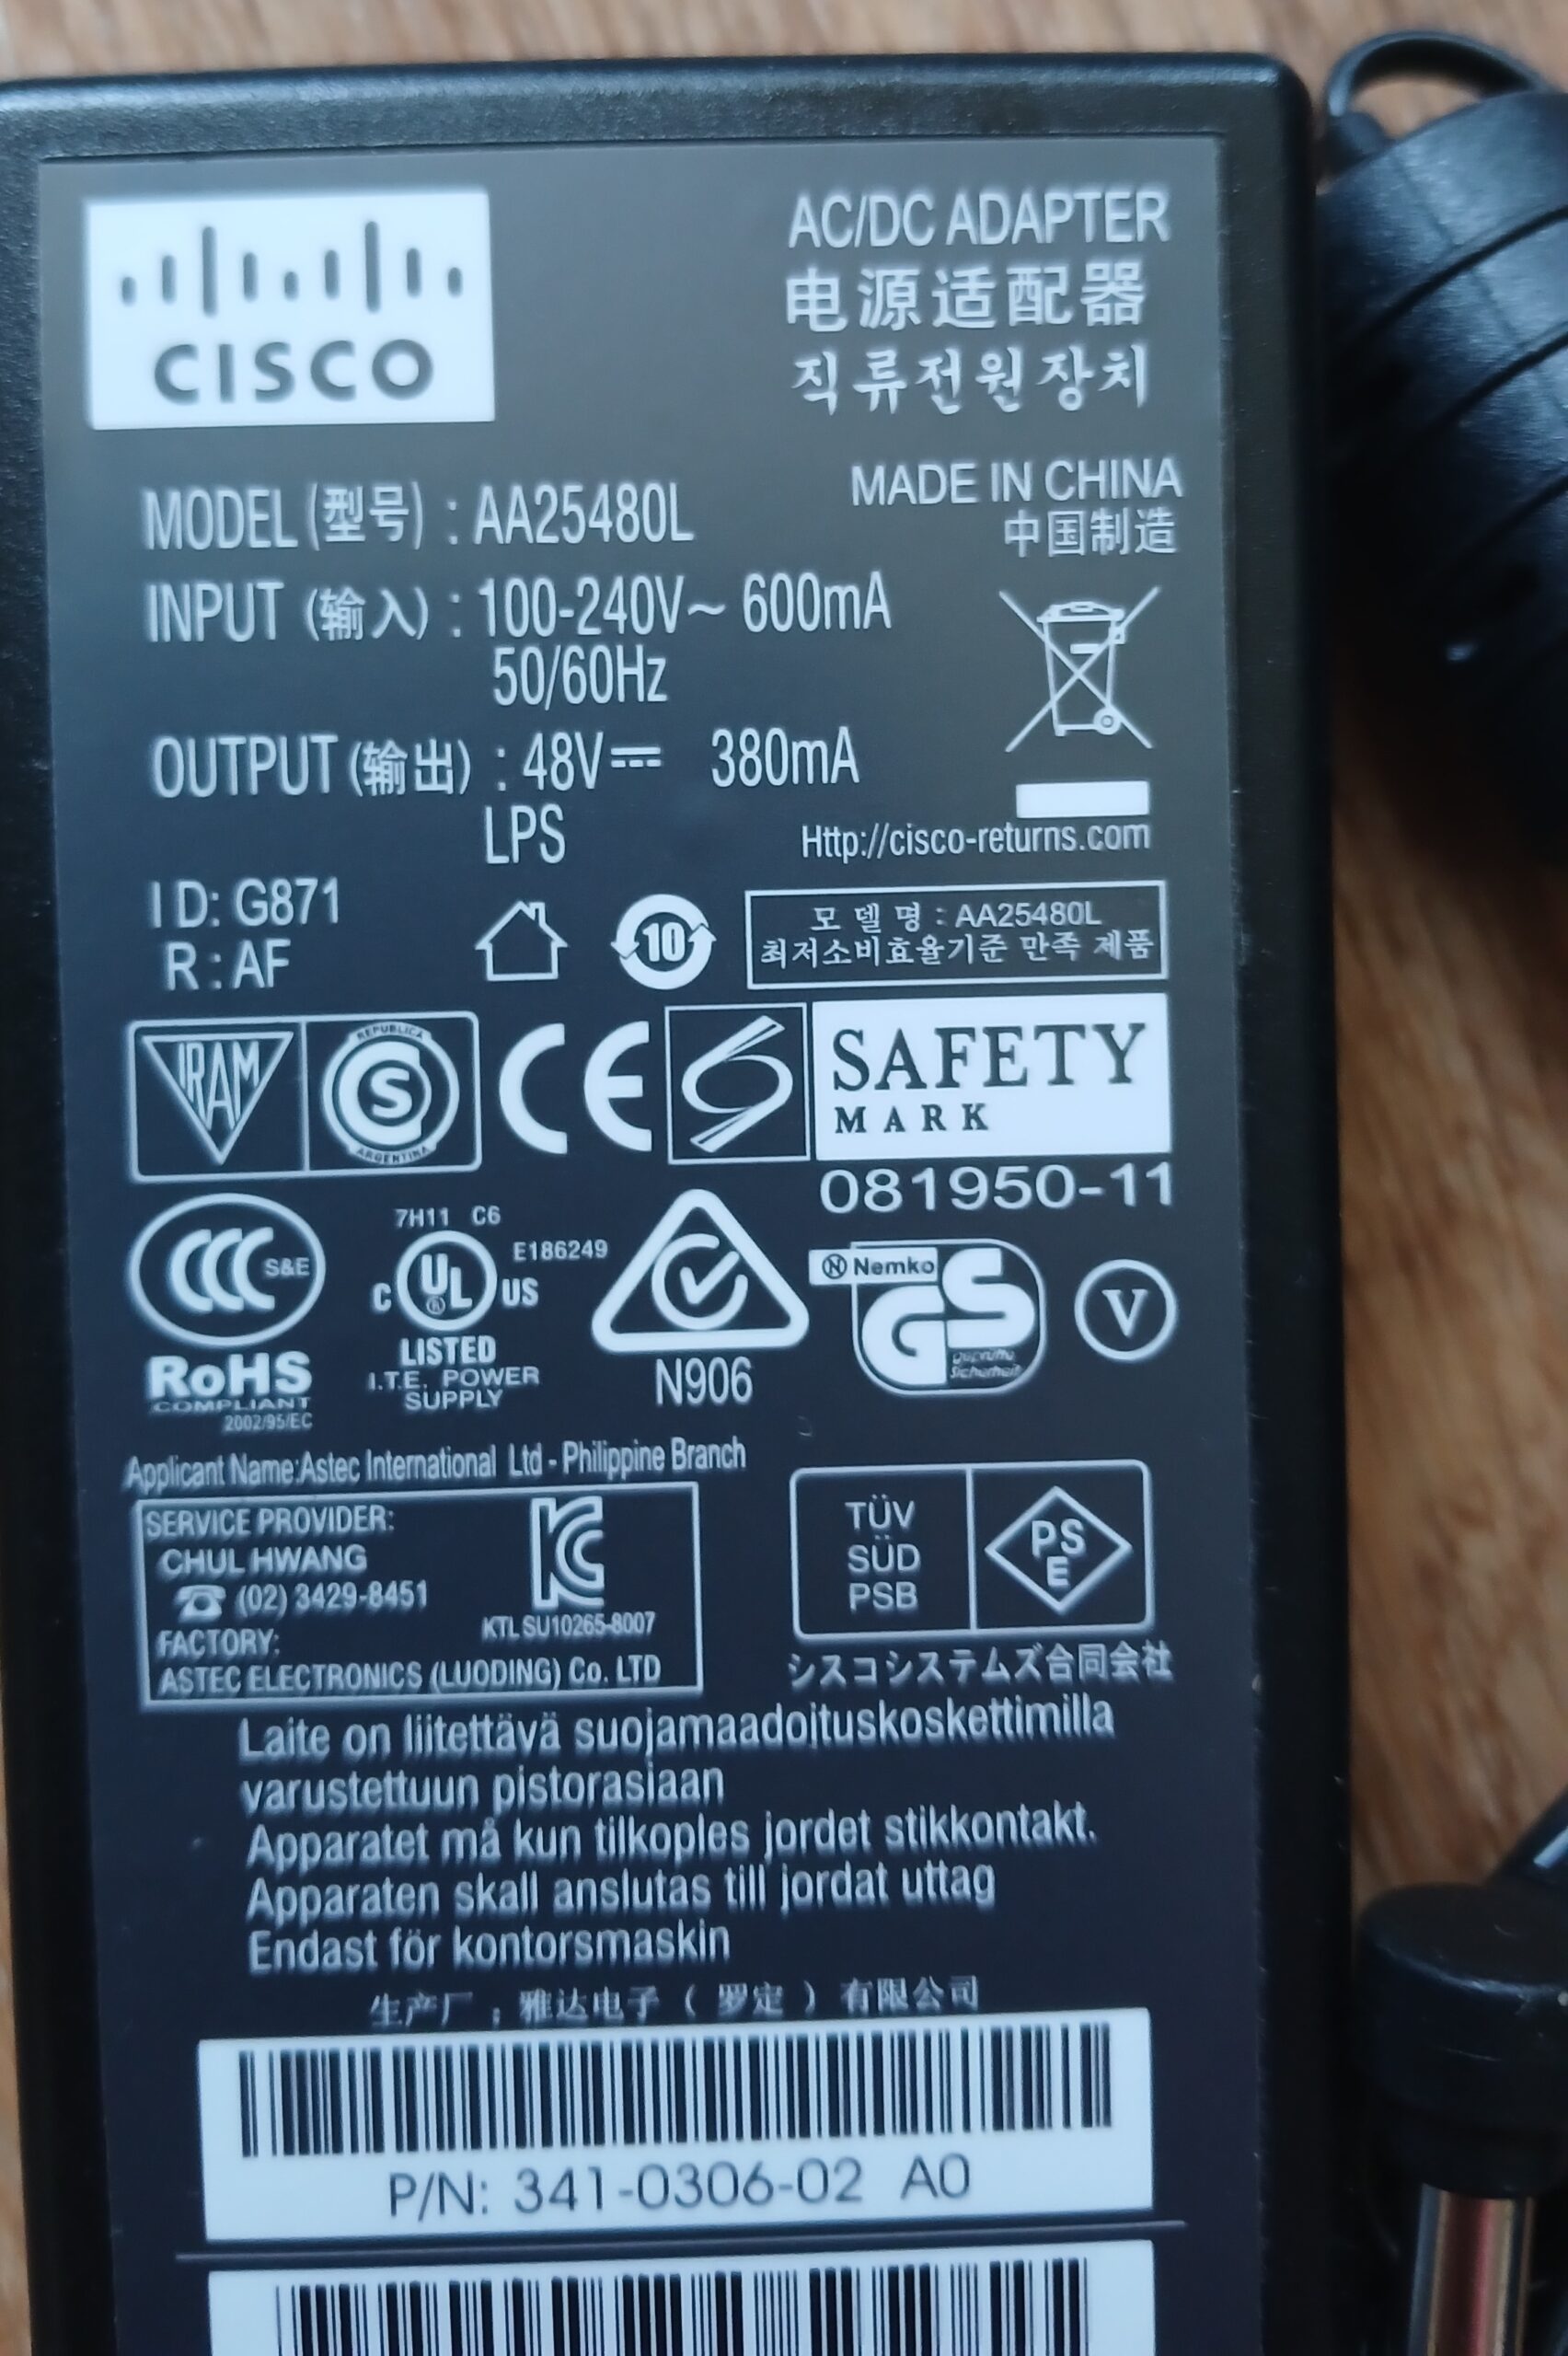 CISCO
AC/DC ADAPTER
电源适配器
직류전원장치
MADE IN CHINA
中国制造
MODEL (型号) : AA25480L
INPUT (输入) : 100-240V~ 600mA
50/60Hz
OUTPUT (输出) : 48V⎓ 380mA
LPS
Http://cisco-returns.com
ID: G871
R : AF
10
모 델 명 : AA25480L
최저소비효율기준 만족 제품
IRAM
REPUBLICA
S
ARGENTINA
CE
S
SAFETY
MARK
081950-11
CCC S&E
7H11 C6
E186249
C UL® US
LISTED
I.T.E. POWER
SUPPLY
N906
N Nemko
GS
geprüfte
Sicherheit
V
RoHS
COMPLIANT
2002/95/EC
Applicant Name:Astec International Ltd - Philippine Branch
SERVICE PROVIDER:
CHUL HWANG
☎ (02) 3429-8451
KC
KTL SU10265-8007
FACTORY:
ASTEC ELECTRONICS (LUODING) Co. LTD
TÜV
SÜD
PSB
PS
E
シスコシステムズ合同会社
Laite on liitettävä suojamaadoituskoskettimilla
varustettuun pistorasiaan
Apparatet må kun tilkoples jordet stikkontakt.
Apparaten skall anslutas till jordat uttag
Endast för kontorsmaskin
生产厂 : 雅达电子 ( 罗定 ) 有限公司
P/N: 341-0306-02 A0